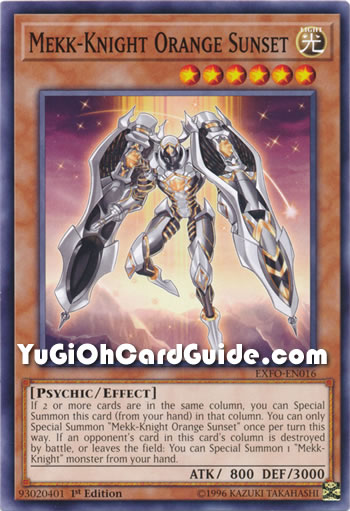 Mekk-Knight Orange Sunset
LIGHT
光
YuGiOhCardGuide.com
EXFO-EN016
[Psychic/Effect]
If 2 or more cards are in the same column, you can Special
Summon this card (from your hand) in that column. You can only
Special Summon "Mekk-Knight Orange Sunset" once per turn this
way. If an opponent's card in this card's column is destroyed
by battle, or leaves the field: You can Special Summon 1 "Mekk-
Knight" monster from your hand.
ATK/ 800 DEF/3000
93020401 1st Edition ©1996 KAZUKI TAKAHASHI